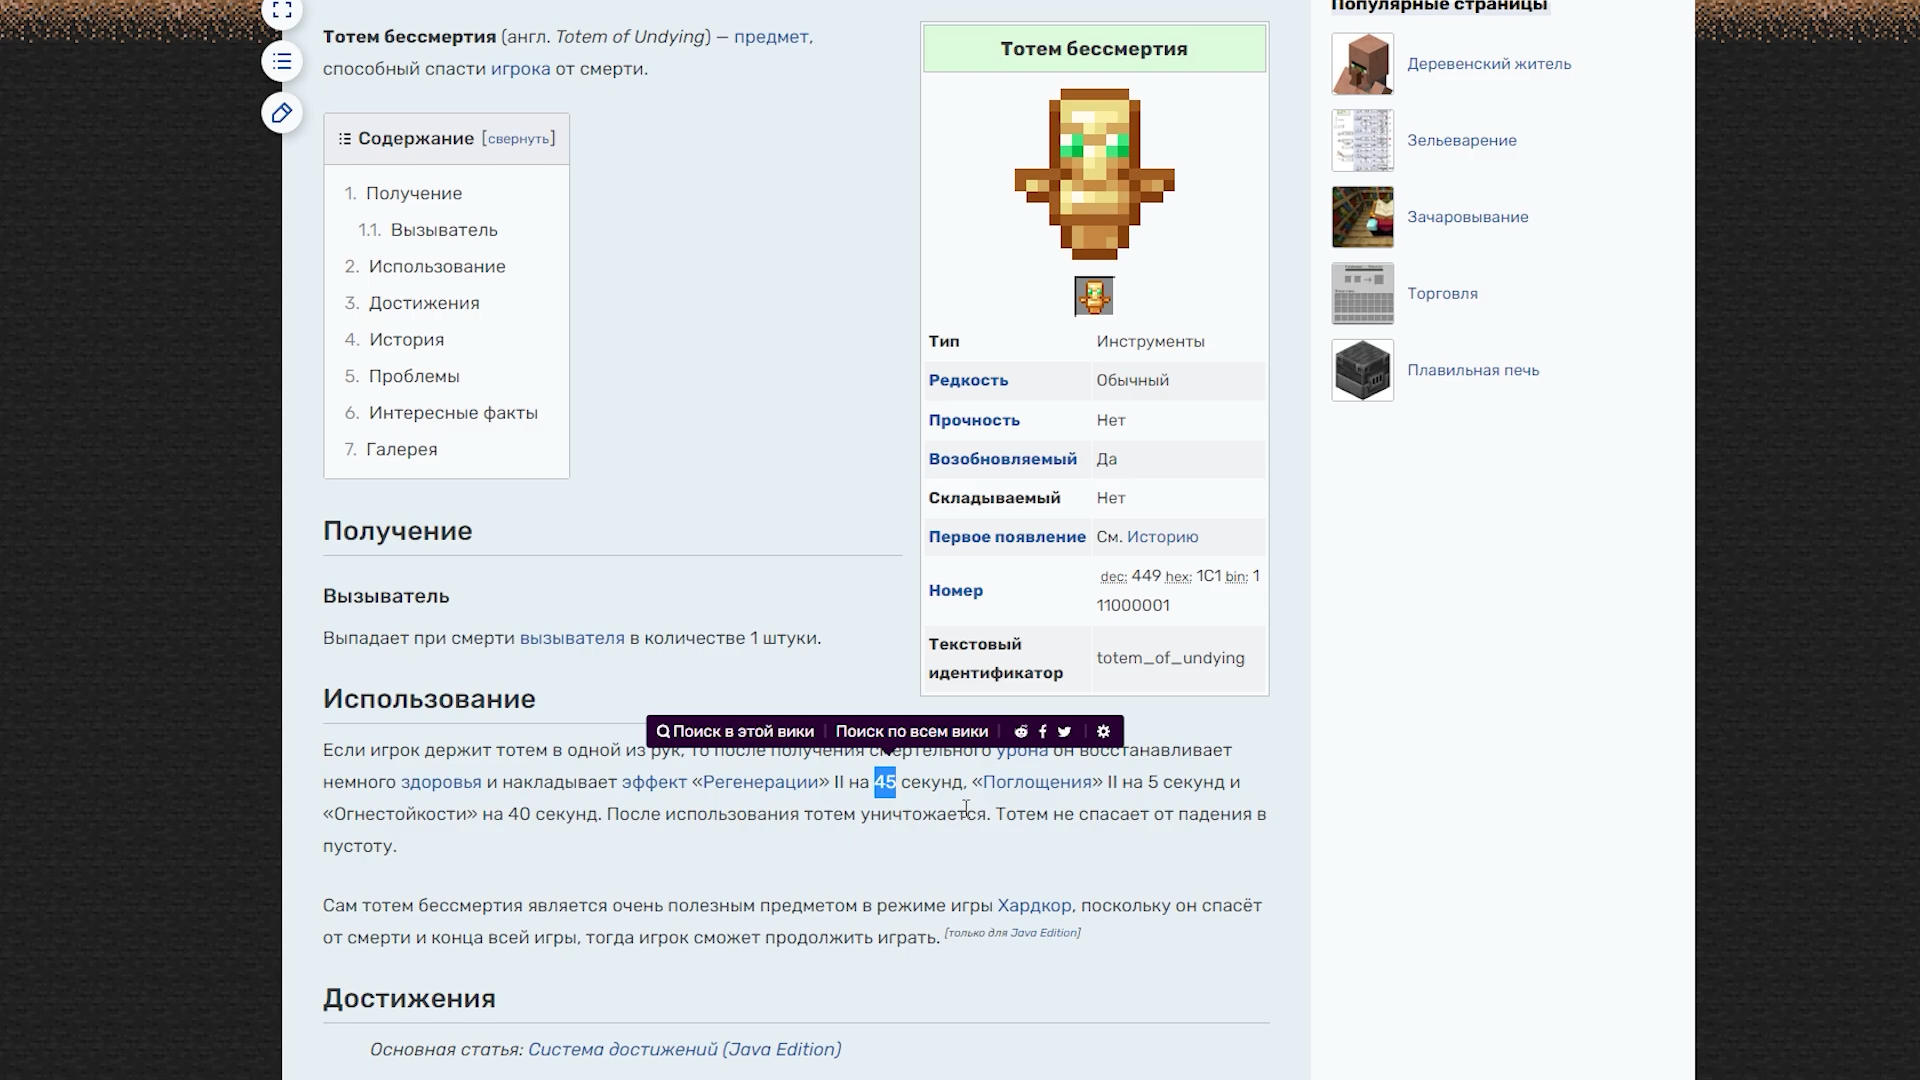 Популярные страницы
Тотем бессмертия (англ. Totem of Undying) — предмет,
способный спасти игрока от смерти.
Содержание [свернуть]
1. Получение
1.1. Вызыватель
2. Использование
3. Достижения
4. История
5. Проблемы
6. Интересные факты
7. Галерея
Тотем бессмертия
Тип Инструменты
Редкость Обычный
Прочность Нет
Возобновляемый Да
Складываемый Нет
Первое появление См. Историю
Номер dec: 449 hex: 1C1 bin: 1
11000001
Текстовый
идентификатор totem_of_undying
Деревенский житель
Зельеварение
Зачаровывание
Торговля
Плавильная печь
Получение
Вызыватель
Выпадает при смерти вызывателя в количестве 1 штуки.
Использование
Поиск в этой вики Поиск по всем вики
Если игрок держит тотем в одной из рук, то после получения смертельного урона он восстанавливает
немного здоровья и накладывает эффект «Регенерации» II на 45 секунд, «Поглощения» II на 5 секунд и
«Огнестойкости» на 40 секунд. После использования тотем уничтожается. Тотем не спасает от падения в
пустоту.
Сам тотем бессмертия является очень полезным предметом в режиме игры Хардкор, поскольку он спасёт
от смерти и конца всей игры, тогда игрок сможет продолжить играть. [только для Java Edition]
Достижения
Основная статья: Система достижений (Java Edition)